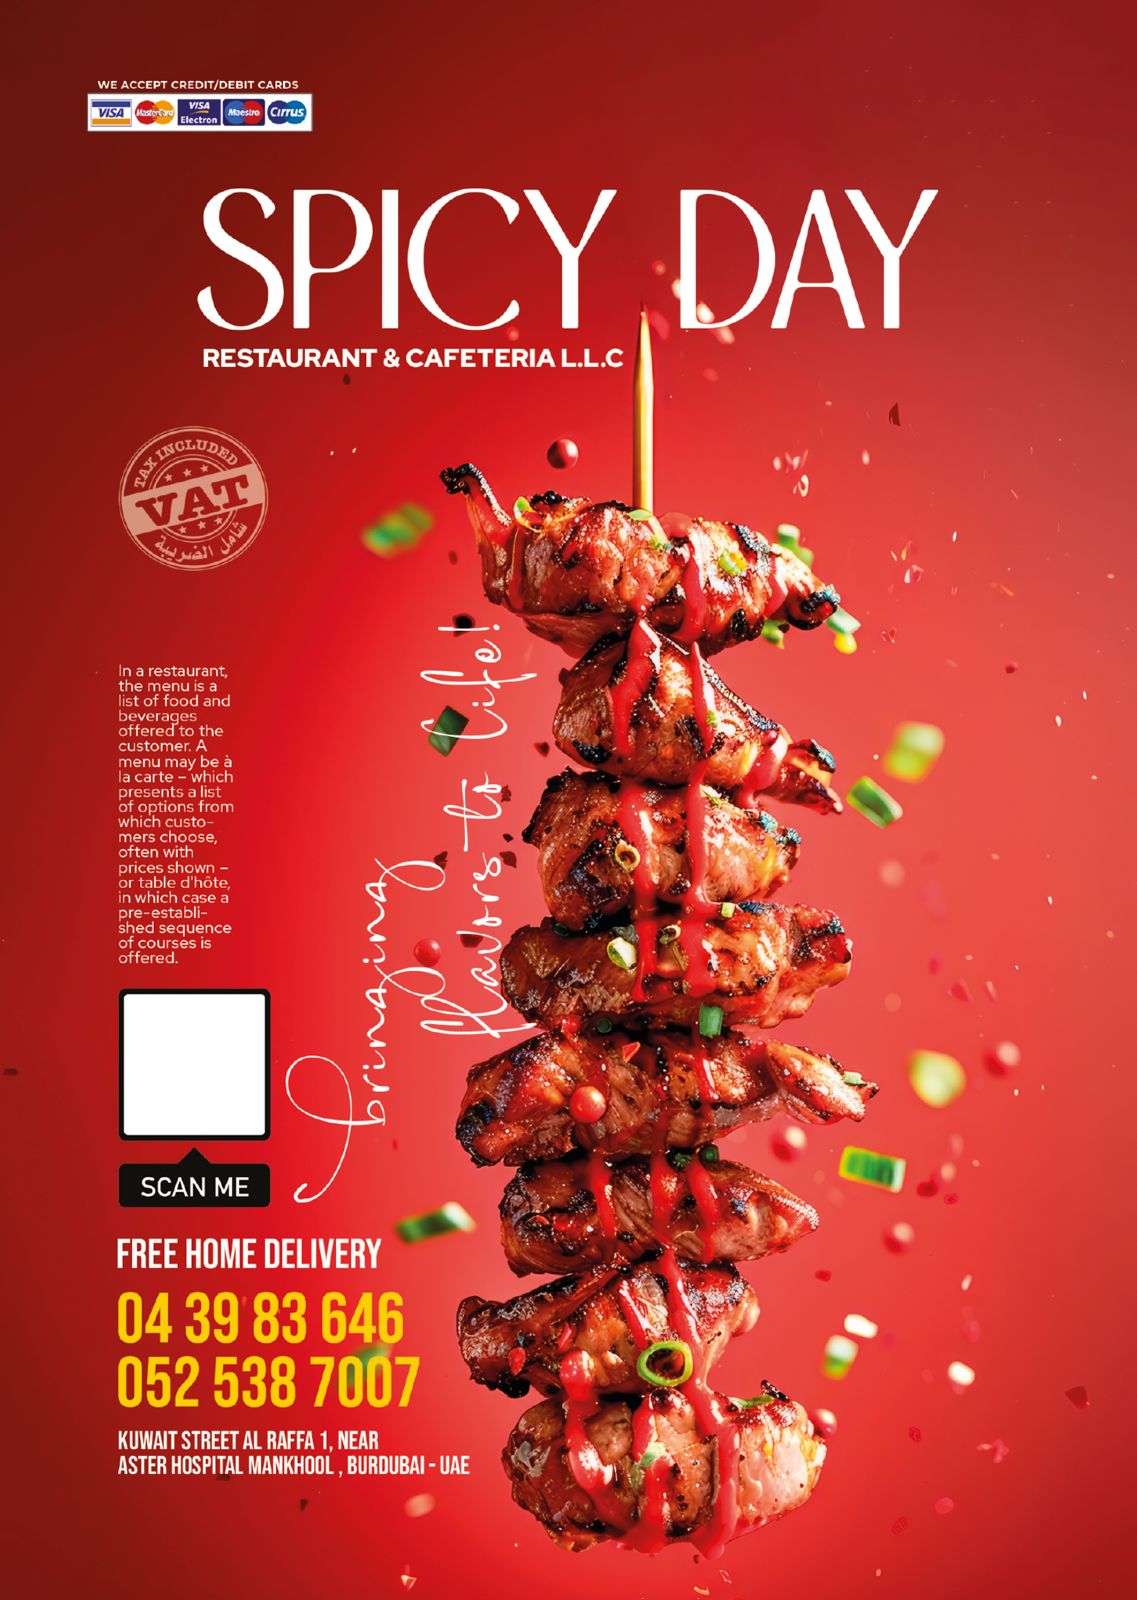 WE ACCEPT CREDIT/DEBIT CARDS
VISA MasterCard VISA Electron Maestro Cirrus
SPICY DAY
RESTAURANT & CAFETERIA L.L.C
TAX INCLUDED
VAT
شامل الضريبة
In a restaurant,
the menu is a
list of food and
beverages
offered to the
customer. A
menu may be à
la carte – which
presents a list
of options from
which custo-
mers choose,
often with
prices shown –
or table d'hôte,
in which case a
pre-establi-
shed sequence
of courses is
offered.
bringing
flavors to Life!
SCAN ME
FREE HOME DELIVERY
04 39 83 646
052 538 7007
KUWAIT STREET AL RAFFA 1, NEAR
ASTER HOSPITAL MANKHOOL , BURDUBAI - UAE